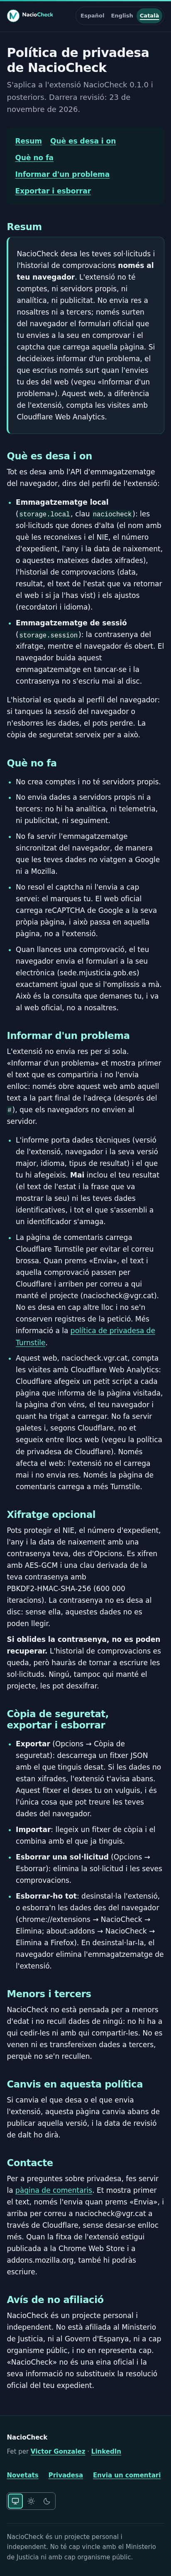 NacioCheck
Español English Català
Política de privadesa
de NacioCheck
S'aplica a l'extensió NacioCheck 0.1.0 i
posteriors. Darrera revisió: 23 de
novembre de 2026.
Resum Què es desa i on
Què no fa
Informar d'un problema
Exportar i esborrar
Resum
NacioCheck desa les teves sol·licituds i
l'historial de comprovacions només al
teu navegador. L'extensió no té
comptes, ni servidors propis, ni
analítica, ni publicitat. No envia res a
nosaltres ni a tercers; només surten
del navegador el formulari oficial que
tu envies a la seu en comprovar i el
captcha que carrega aquella pàgina. Si
decideixes informar d'un problema, el
que escrius només surt quan l'envies
tu des del web (vegeu «Informar d'un
problema»). Aquest web, a diferència
de l'extensió, compta les visites amb
Cloudflare Web Analytics.
Què es desa i on
Tot es desa amb l'API d'emmagatzematge
del navegador, dins del perfil de l'extensió:
• Emmagatzematge local
(storage.local, clau naciocheck): les
sol·licituds que dones d'alta (el nom amb
què les reconeixes i el NIE, el número
d'expedient, l'any i la data de naixement,
o aquestes mateixes dades xifrades),
l'historial de comprovacions (data,
resultat, el text de l'estat que va retornar
el web i si ja l'has vist) i els ajustos
(recordatori i idioma).
• Emmagatzematge de sessió
(storage.session): la contrasenya del
xifratge, mentre el navegador és obert. El
navegador buida aquest
emmagatzematge en tancar-se i la
contrasenya no s'escriu mai al disc.
L'historial es queda al perfil del navegador:
si tanques la sessió del navegador o
n'esborres les dades, el pots perdre. La
còpia de seguretat serveix per a això.
Què no fa
• No crea comptes i no té servidors propis.
• No envia dades a servidors propis ni a
tercers: no hi ha analítica, ni telemetria,
ni publicitat, ni seguiment.
• No fa servir l'emmagatzematge
sincronitzat del navegador, de manera
que les teves dades no viatgen a Google
ni a Mozilla.
• No resol el captcha ni l'envia a cap
servei: el marques tu. El web oficial
carrega reCAPTCHA de Google a la seva
pròpia pàgina, i això passa en aquella
pàgina, no a l'extensió.
• Quan llances una comprovació, el teu
navegador envia el formulari a la seu
electrònica (sede.mjusticia.gob.es)
exactament igual que si l'omplissis a mà.
Això és la consulta que demanes tu, i va
al web oficial, no a nosaltres.
Informar d'un problema
L'extensió no envia res per si sola.
«Informar d'un problema» et mostra primer
el text que es compartiria i no l'envia
enlloc: només obre aquest web amb aquell
text a la part final de l'adreça (després del
#), que els navegadors no envien al
servidor.
• L'informe porta dades tècniques (versió
de l'extensió, navegador i la seva versió
major, idioma, tipus de resultat) i el que
tu hi afegeixis. Mai inclou el teu resultat
(el text de l'estat i la frase que va
mostrar la seu) ni les teves dades
identificatives, i tot el que s'assembli a
un identificador s'amaga.
• La pàgina de comentaris carrega
Cloudflare Turnstile per evitar el correu
brossa. Quan prems «Envia», el text i
aquella comprovació passen per
Cloudflare i arriben per correu a qui
manté el projecte (naciocheck@vgr.cat).
No es desa en cap altre lloc i no se'n
conserven registres de la petició. Més
informació a la política de privadesa de
Turnstile.
• Aquest web, naciocheck.vgr.cat, compta
les visites amb Cloudflare Web Analytics:
Cloudflare afegeix un petit script a cada
pàgina que informa de la pàgina visitada,
la pàgina d'on véns, el teu navegador i
quant ha trigat a carregar. No fa servir
galetes i, segons Cloudflare, no et
segueix entre llocs web (vegeu la política
de privadesa de Cloudflare). Només
afecta el web: l'extensió no el carrega
mai i no envia res. Només la pàgina de
comentaris carrega a més Turnstile.
Xifratge opcional
Pots protegir el NIE, el número d'expedient,
l'any i la data de naixement amb una
contrasenya teva, des d'Opcions. Es xifren
amb AES-GCM i una clau derivada de la
teva contrasenya amb
PBKDF2-HMAC-SHA-256 (600 000
iteracions). La contrasenya no es desa al
disc: sense ella, aquestes dades no es
poden llegir.
Si oblides la contrasenya, no es poden
recuperar. L'historial de comprovacions es
queda, però hauràs de tornar a escriure les
sol·licituds. Ningú, tampoc qui manté el
projecte, les pot desxifrar.
Còpia de seguretat,
exportar i esborrar
• Exportar (Opcions → Còpia de
seguretat): descarrega un fitxer JSON
amb el que tinguis desat. Si les dades no
estan xifrades, l'extensió t'avisa abans.
Aquest fitxer el deses tu on vulguis, i és
l'única cosa que pot treure les teves
dades del navegador.
• Importar: llegeix un fitxer de còpia i el
combina amb el que ja tinguis.
• Esborrar una sol·licitud (Opcions →
Esborrar): elimina la sol·licitud i les seves
comprovacions.
• Esborrar-ho tot: desinstal·la l'extensió,
o esborra'n les dades des del navegador
(chrome://extensions → NacioCheck →
Elimina; about:addons → NacioCheck →
Elimina a Firefox). En desinstal·lar-la, el
navegador elimina l'emmagatzematge de
l'extensió.
Menors i tercers
NacioCheck no està pensada per a menors
d'edat i no recull dades de ningú: no hi ha a
qui cedir-les ni amb qui compartir-les. No es
venen ni es transfereixen dades a tercers,
perquè no se'n recullen.
Canvis en aquesta política
Si canvia el que desa o el que envia
l'extensió, aquesta pàgina canvia abans de
publicar aquella versió, i la data de revisió
de dalt ho dirà.
Contacte
Per a preguntes sobre privadesa, fes servir
la pàgina de comentaris. Et mostra primer
el text, només l'envia quan prems «Envia», i
arriba per correu a naciocheck@vgr.cat a
través de Cloudflare, sense desar-se enlloc
més. Quan la fitxa de l'extensió estigui
publicada a la Chrome Web Store i a
addons.mozilla.org, també hi podràs
escriure.
Avís de no afiliació
NacioCheck és un projecte personal i
independent. No està afiliada al Ministerio
de Justicia, ni al Govern d'Espanya, ni a cap
organisme públic, i no en representa cap.
«NacioCheck» no és una eina oficial i la
seva informació no substitueix la resolució
oficial del teu expedient.
NacioCheck
Fet per Victor Gonzalez · LinkedIn
Novetats Privadesa Envia un comentari
NacioCheck és un projecte personal i
independent. No té cap vincle amb el Ministerio
de Justicia ni amb cap organisme públic.